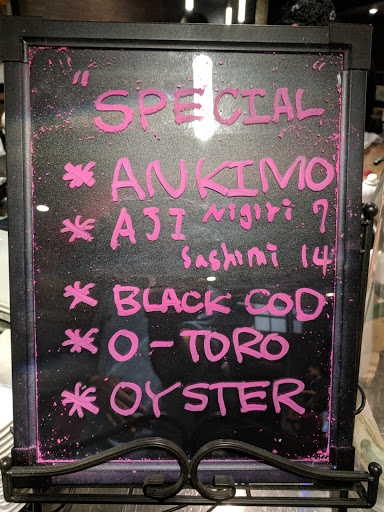 "SPECIAL"
* ANKIMO
* AJI Nigiri 7
Sashimi 14
* BLACK COD
* O-TORO
* OYSTER